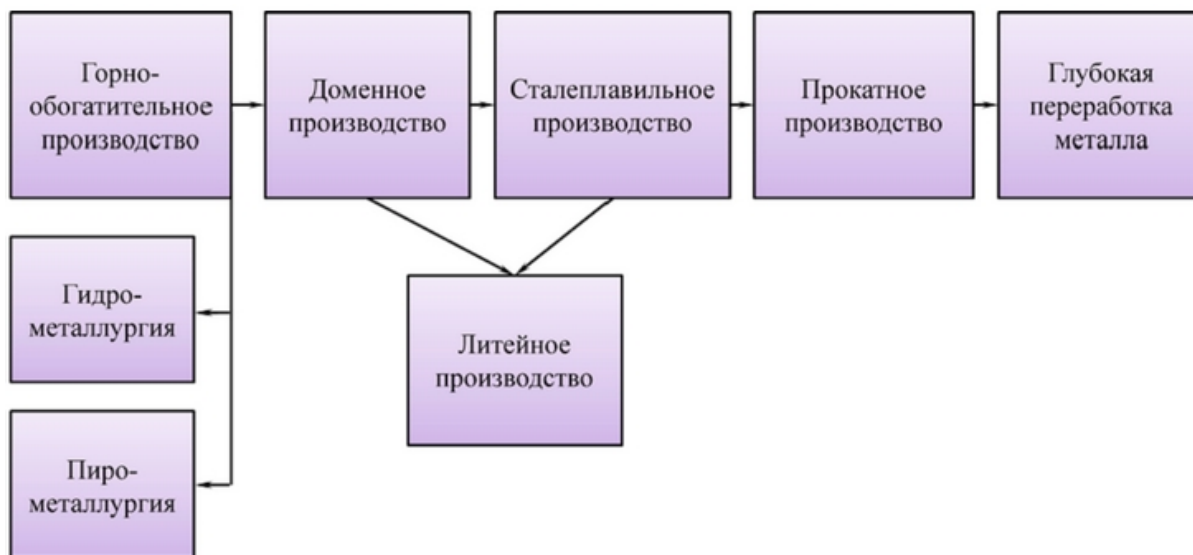 Горно-
обогатительное
производство
Доменное
производство
Сталеплавильное
производство
Прокатное
производство
Глубокая
переработка
металла
Гидро-
металлургия
Литейное
производство
Пиро-
металлургия